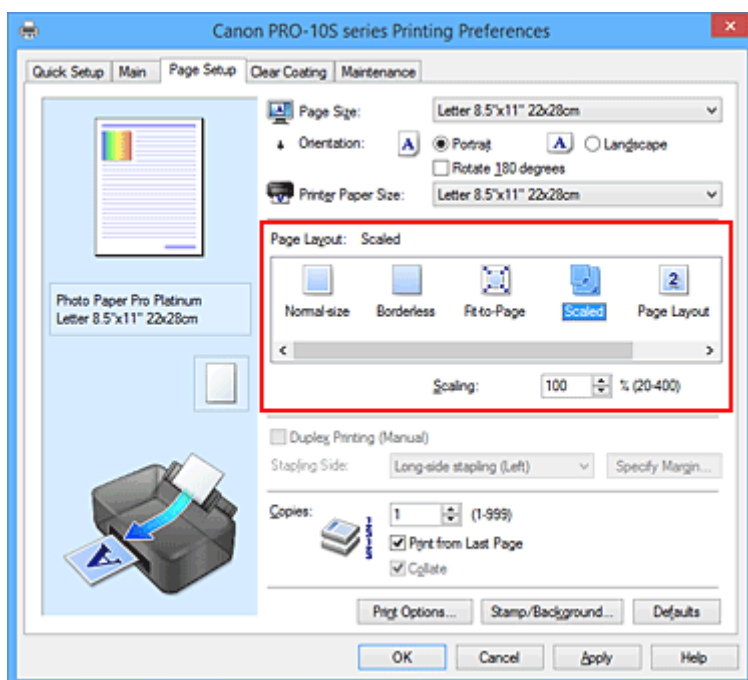 Canon PRO-10S series Printing Preferences
Quick Setup Main Page Setup Clear Coating Maintenance
Page Size: Letter 8.5"x11" 22x28cm
Orientation: A Portrait A Landscape
Rotate 180 degrees
Printer Paper Size: Letter 8.5"x11" 22x28cm
Page Layout: Scaled
Normal-size Borderless Fit-to-Page Scaled 2 Page Layout
Scaling: 100 % (20-400)
Photo Paper Pro Platinum
Letter 8.5"x11" 22x28cm
Duplex Printing (Manual)
Stapling Side: Long-side stapling (Left) Specify Margin...
Copies: 1 (1-999)
Print from Last Page
Collate
A
Print Options... Stamp/Background... Defaults
OK Cancel Apply Help